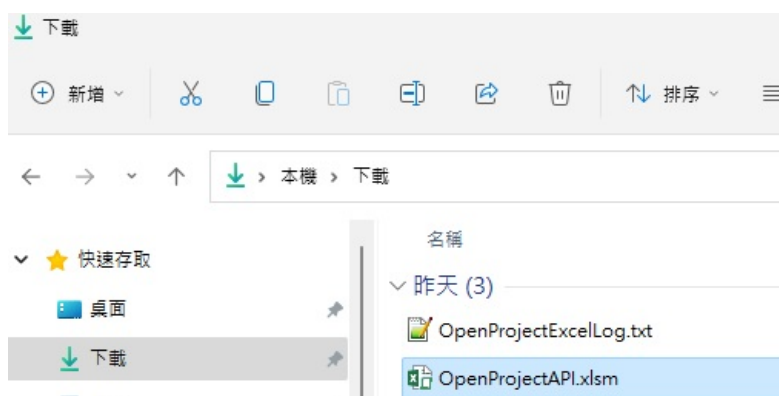 下載
新增 排序
本機 > 下載
快速存取
桌面
下載
名稱
昨天 (3)
OpenProjectExcelLog.txt
OpenProjectAPI.xlsm